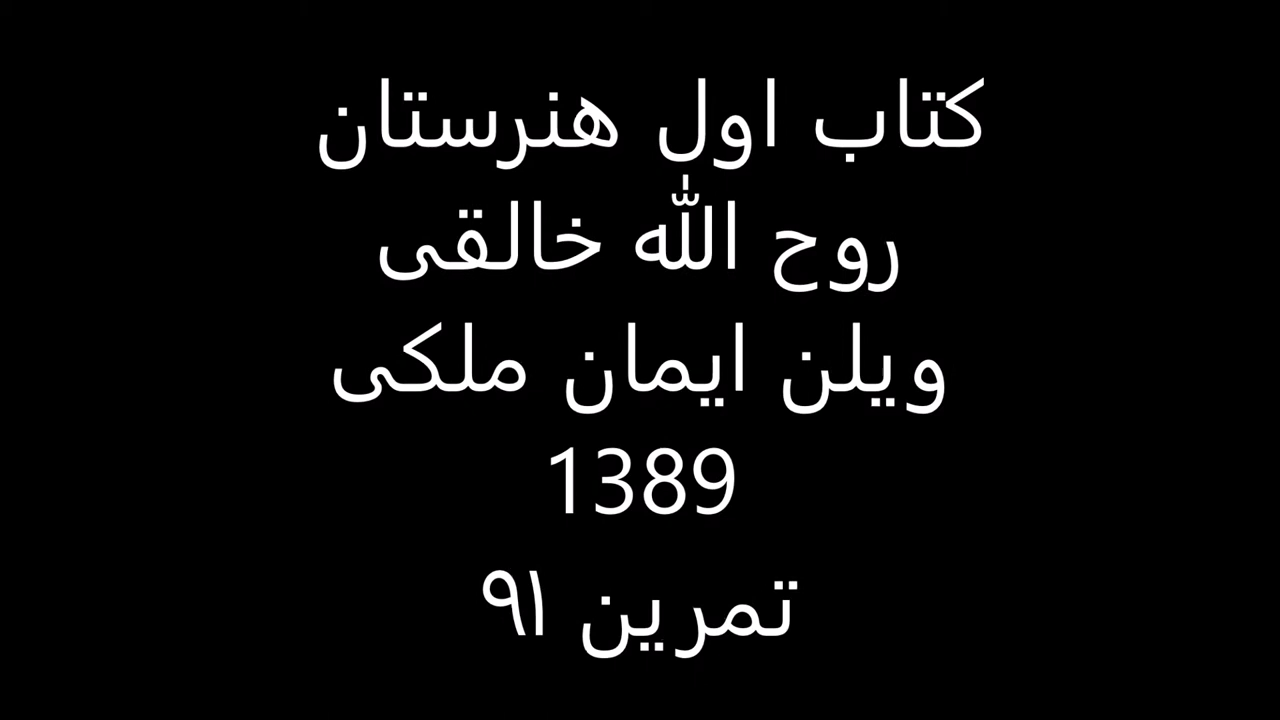 کتاب اول هنرستان
روح الله خالقی
ویلن ایمان ملکی
1389
تمرین ۹۱